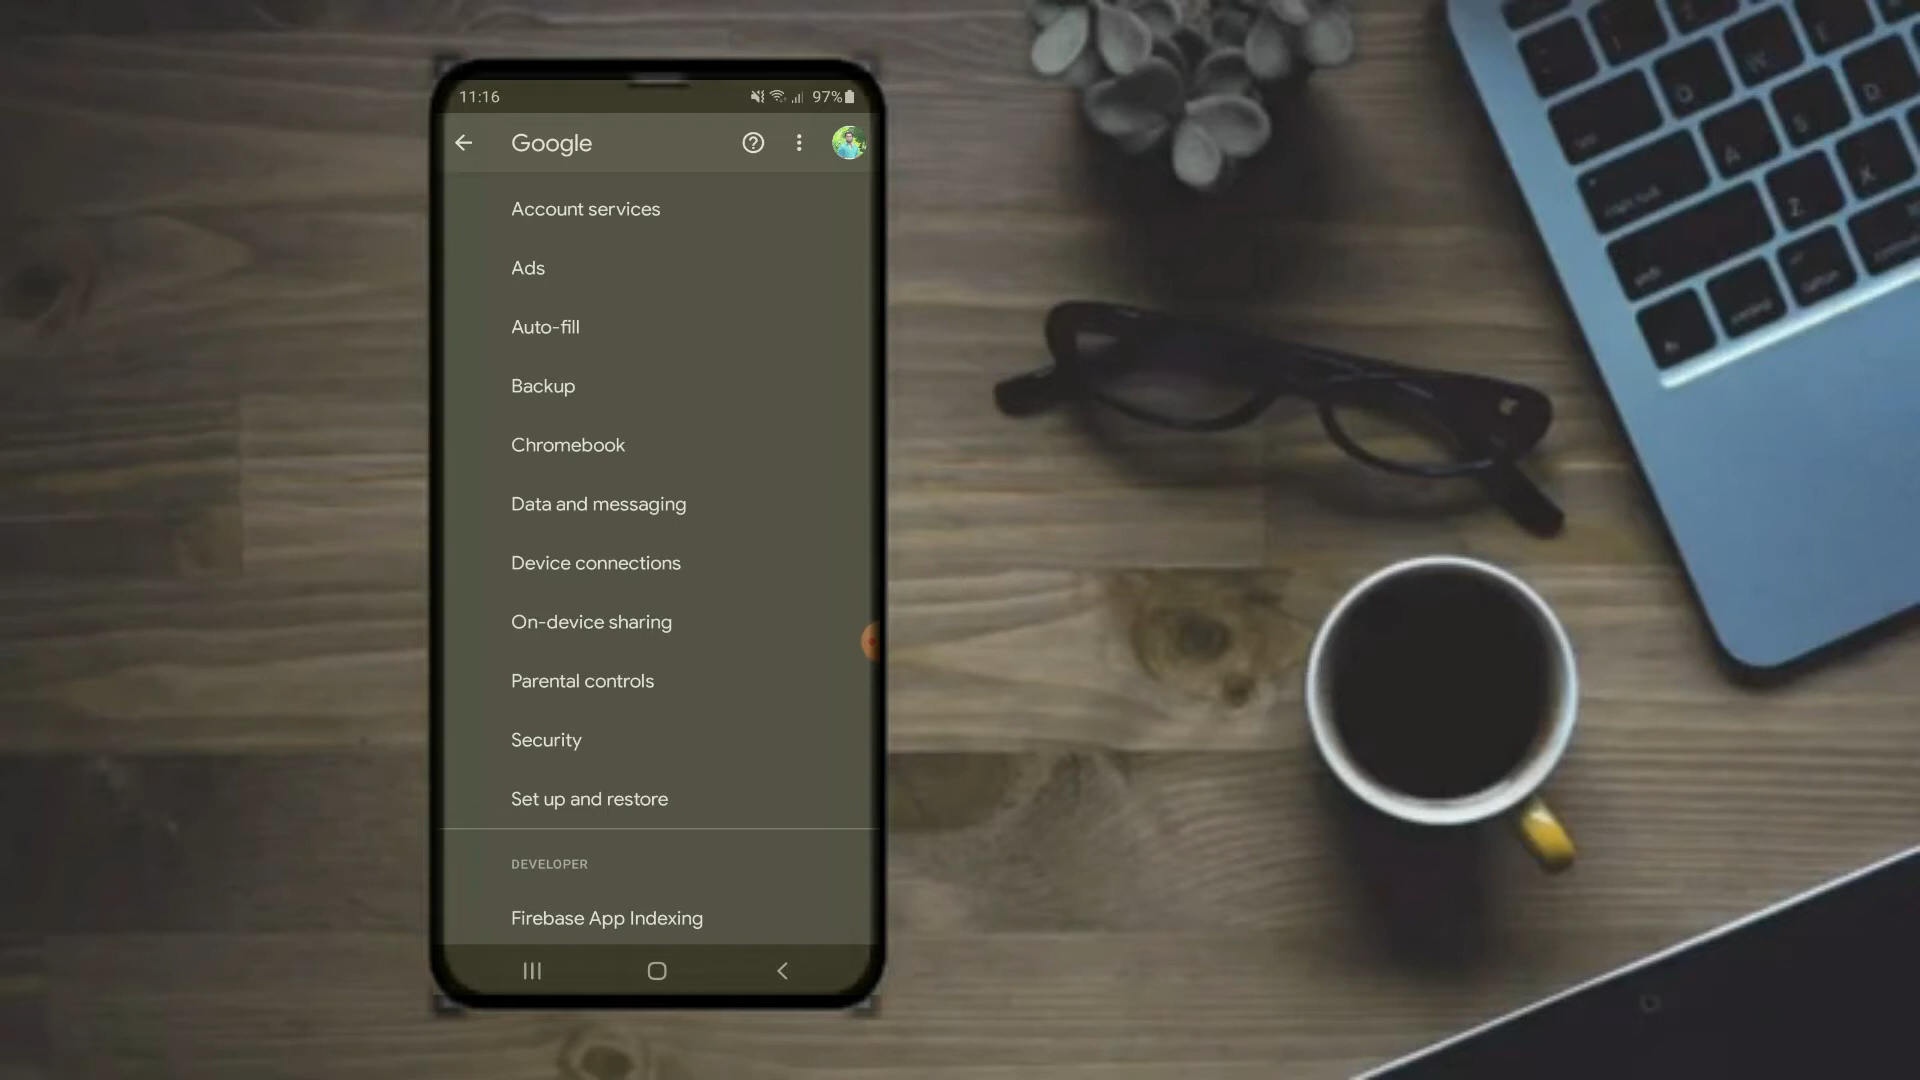 11:16 97%
Google
Account services
Ads
Auto-fill
Backup
Chromebook
Data and messaging
Device connections
On-device sharing
Parental controls
Security
Set up and restore
DEVELOPER
Firebase App Indexing
O
D
A
S
Z
X